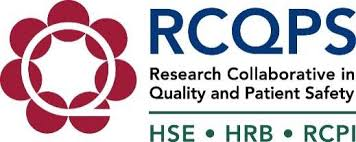 RCQPS
Research Collaborative in
Quality and Patient Safety
HSE • HRB • RCPI